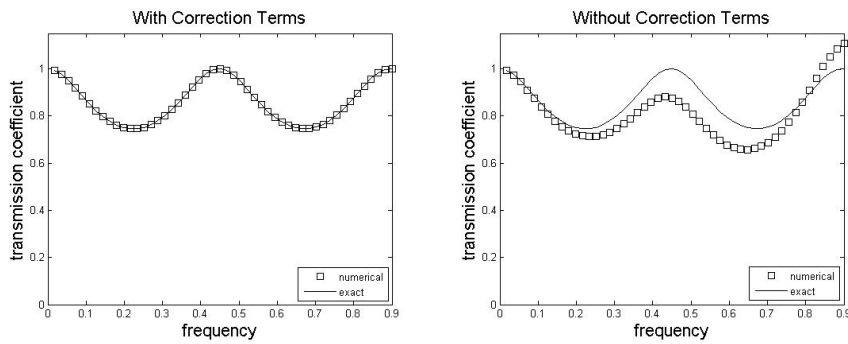 With Correction Terms
transmission coefficient
1
0.8
0.6
0.4
0.2
0
0 0.1 0.2 0.3 0.4 0.5 0.6 0.7 0.8 0.9
frequency
numerical
exact
Without Correction Terms
transmission coefficient
1
0.8
0.6
0.4
0.2
0
0 0.1 0.2 0.3 0.4 0.5 0.6 0.7 0.8 0.9
frequency
numerical
exact